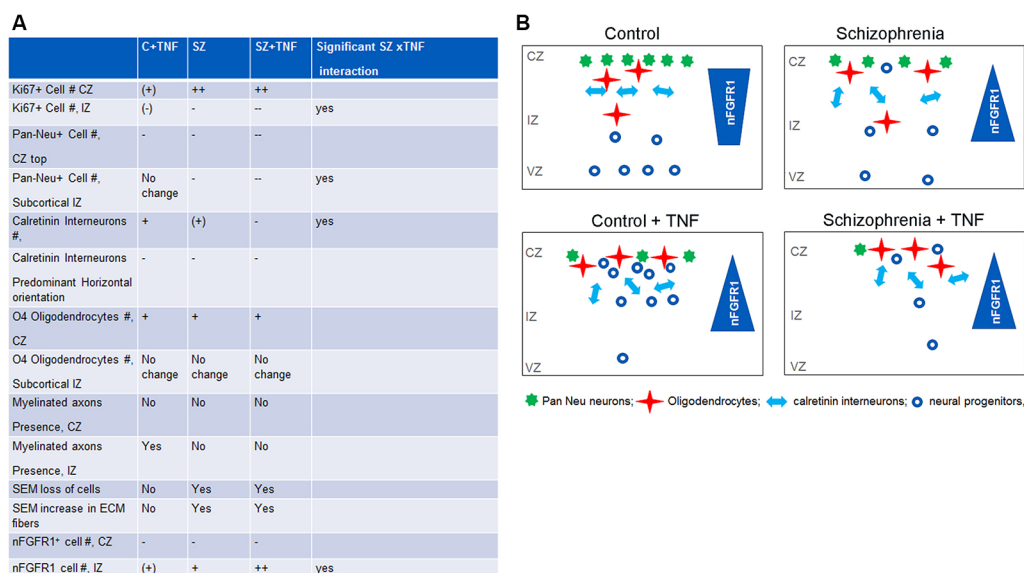 A
C+TNF SZ SZ+TNF Significant SZ xTNF
interaction
Ki67+ Cell # CZ (+) ++ ++
Ki67+ Cell #, IZ (-) - -- yes
Pan-Neu+ Cell #, - - --
CZ top
Pan-Neu+ Cell #, No - -- yes
Subcortical IZ change
Calretinin Interneurons + (+) - yes
#,
Calretinin Interneurons - - -
Predominant Horizontal
orientation
O4 Oligodendrocytes #, + + +
CZ
O4 Oligodendrocytes #, No No No
Subcortical IZ change change change
Myelinated axons No No No
Presence, CZ
Myelinated axons Yes No No
Presence, IZ
SEM loss of cells No Yes Yes
SEM increase in ECM No Yes Yes
fibers
nFGFR1⁺ cell #, CZ - - -
nFGFR1 cell #, IZ (+) + ++ yes
B
Control
CZ
IZ
VZ
nFGFR1
Schizophrenia
CZ
IZ
VZ
nFGFR1
Control + TNF
CZ
IZ
VZ
nFGFR1
Schizophrenia + TNF
CZ
IZ
VZ
nFGFR1
Pan Neu neurons; Oligodendrocytes; calretinin interneurons; neural progenitors,